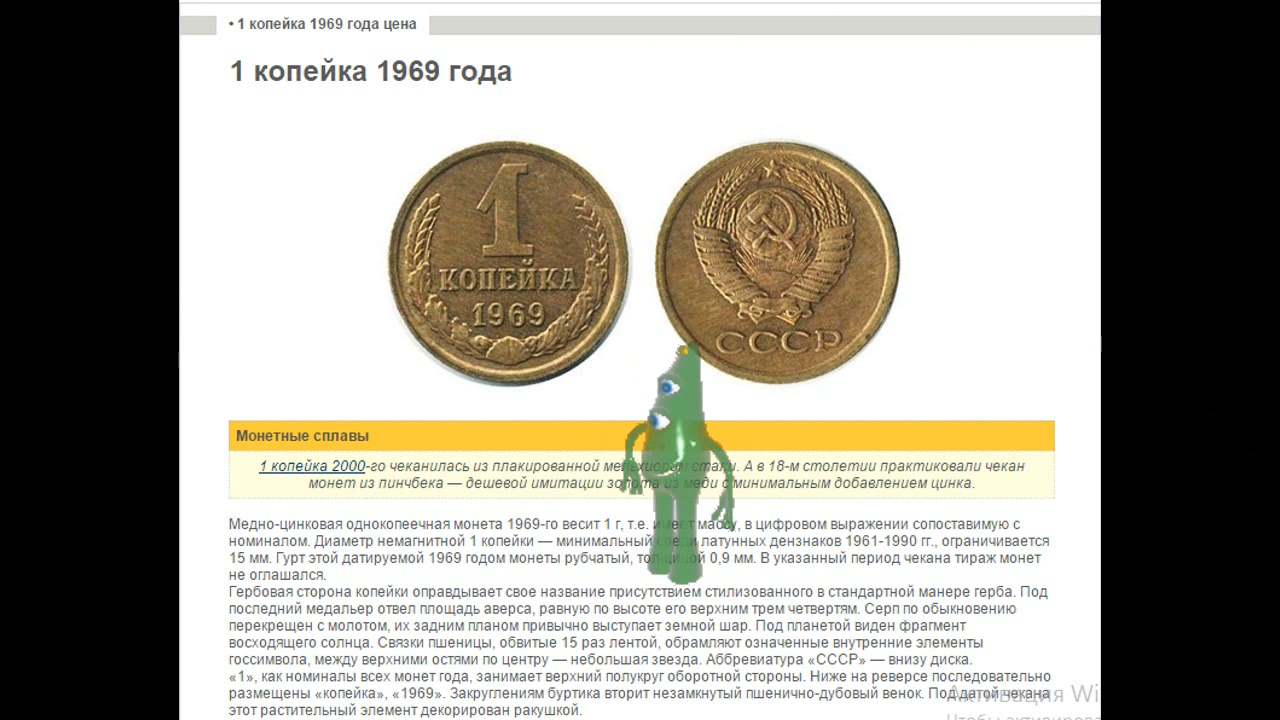 • 1 копейка 1969 года цена
1 копейка 1969 года
1
КОПЕЙКА
1969
СССР
Монетные сплавы
1 копейка 2000-го чеканилась из плакированной мельхиором стали. А в 18-м столетии практиковали чекан
монет из пинчбека — дешевой имитации золота из меди с минимальным добавлением цинка.
Медно-цинковая однокопеечная монета 1969-го весит 1 г, т.е. имеет массу, в цифровом выражении сопоставимую с
номиналом. Диаметр немагнитной 1 копейки — минимальный среди латунных дензнаков 1961-1990 гг., ограничивается
15 мм. Гурт этой датируемой 1969 годом монеты рубчатый, толщиной 0,9 мм. В указанный период чекана тираж монет
не оглашался.
Гербовая сторона копейки оправдывает свое название присутствием стилизованного в стандартной манере герба. Под
последний медальер отвел площадь аверса, равную по высоте его верхним трем четвертям. Серп по обыкновению
перекрещен с молотом, их задним планом привычно выступает земной шар. Под планетой виден фрагмент
восходящего солнца. Связки пшеницы, обвитые 15 раз лентой, обрамляют означенные внутренние элементы
госсимвола, между верхними остями по центру — небольшая звезда. Аббревиатура «СССР» — внизу диска.
«1», как номиналы всех монет года, занимает верхний полукруг оборотной стороны. Ниже на реверсе последовательно
размещены «копейка», «1969». Закруглениям буртика вторит незамкнутый пшенично-дубовый венок. Под датой чекана
этот растительный элемент декорирован ракушкой.
Активация Wi